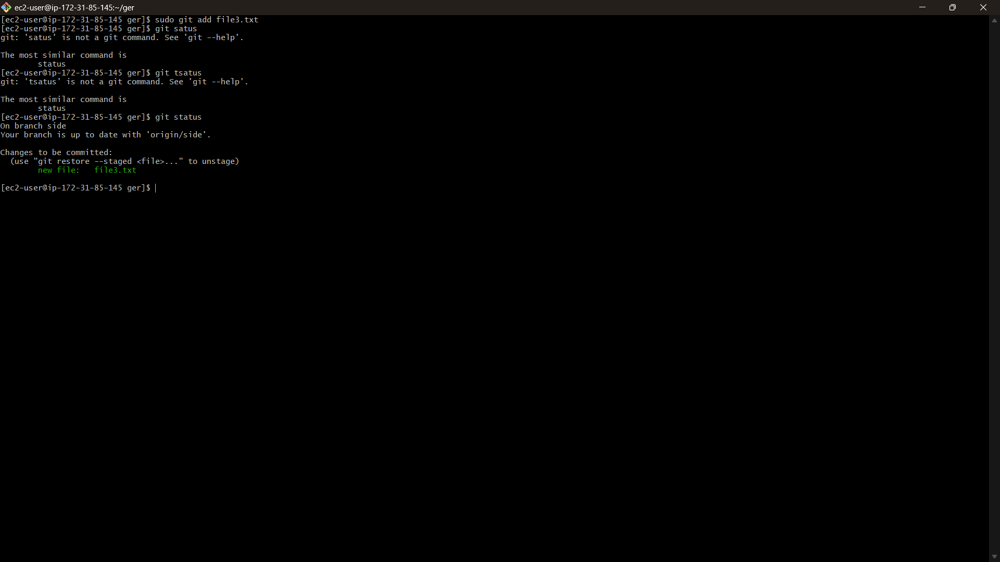 ec2-user@ip-172-31-85-145:~/ger
[ec2-user@ip-172-31-85-145 ger]$ sudo git add file3.txt
[ec2-user@ip-172-31-85-145 ger]$ git satus
git: 'satus' is not a git command. See 'git --help'.
The most similar command is
status
[ec2-user@ip-172-31-85-145 ger]$ git tsatus
git: 'tsatus' is not a git command. See 'git --help'.
The most similar command is
status
[ec2-user@ip-172-31-85-145 ger]$ git status
On branch side
Your branch is up to date with 'origin/side'.
Changes to be committed:
(use "git restore --staged <file>..." to unstage)
new file:   file3.txt
[ec2-user@ip-172-31-85-145 ger]$